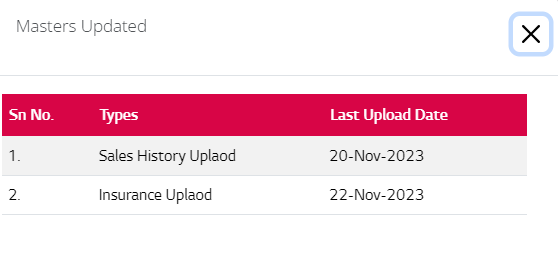 Masters Updated
Sn No. Types Last Upload Date
1. Sales History Uplaod 20-Nov-2023
2. Insurance Uplaod 22-Nov-2023